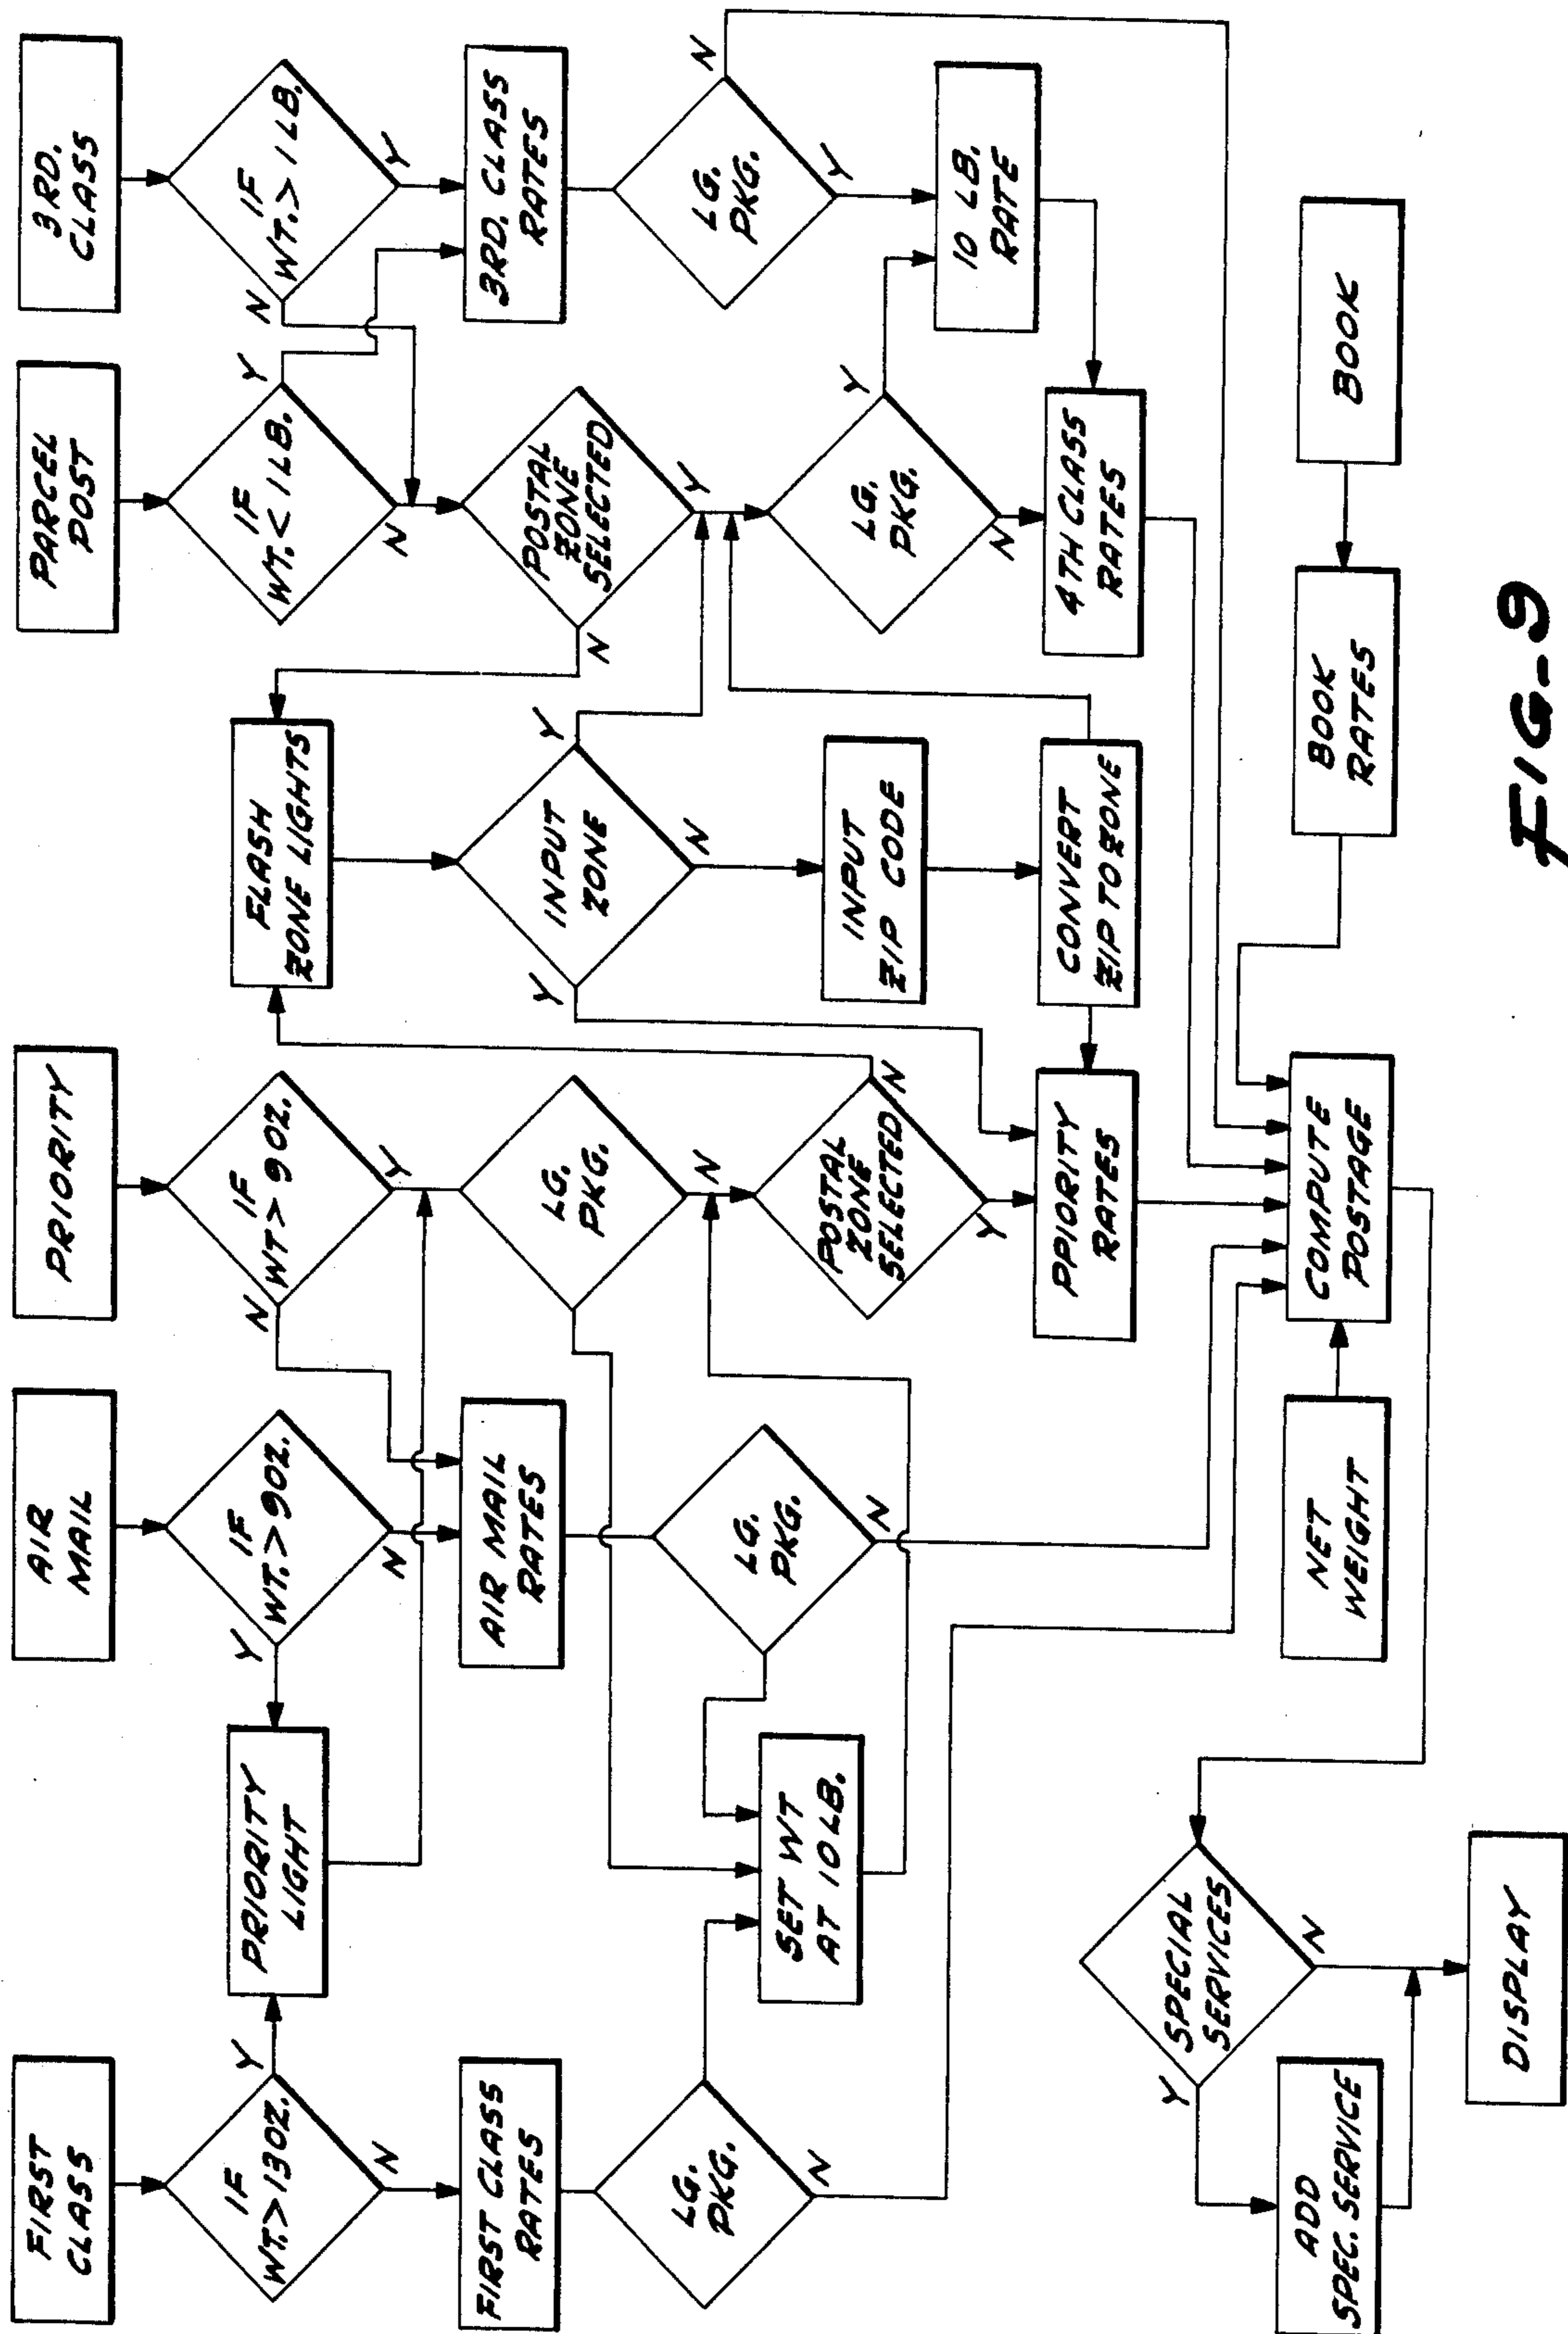 FIRST
CLASS
AIR
MAIL
PRIORITY
PARCEL
POST
3RD.
CLASS
IF
WT.>13OZ.
Y
N
PRIORITY
LIGHT
Y
IF
WT.>9OZ.
N
N
IF
WT>9OZ.
Y
FLASH
ZONE LIGHTS
IF
WT.<1LB.
Y
N
N
IF
WT.>1LB.
Y
FIRST CLASS
RATES
AIR MAIL
RATES
LG.
PKG.
N
Y
INPUT
ZONE
Y
N
N
POSTAL
ZONE
SELECTED
Y
3RD. CLASS
RATES
LG.
PKG.
N
SET WT
AT 10LB.
LG.
PKG.
N
POSTAL
ZONE
SELECTED
N
Y
INPUT
ZIP CODE
LG.
PKG.
Y
N
LG.
PKG.
N
Y
10 LB.
RATE
PPIORITY
RATES
CONVERT
ZIP TO ZONE
4TH CLASS
RATES
SPECIAL
SERVICES
Y
N
NET
WEIGHT
COMPUTE
POSTAGE
BOOK
RATES
BOOK
ADD
SPEC. SERVICE
DISPLAY
FIG-9